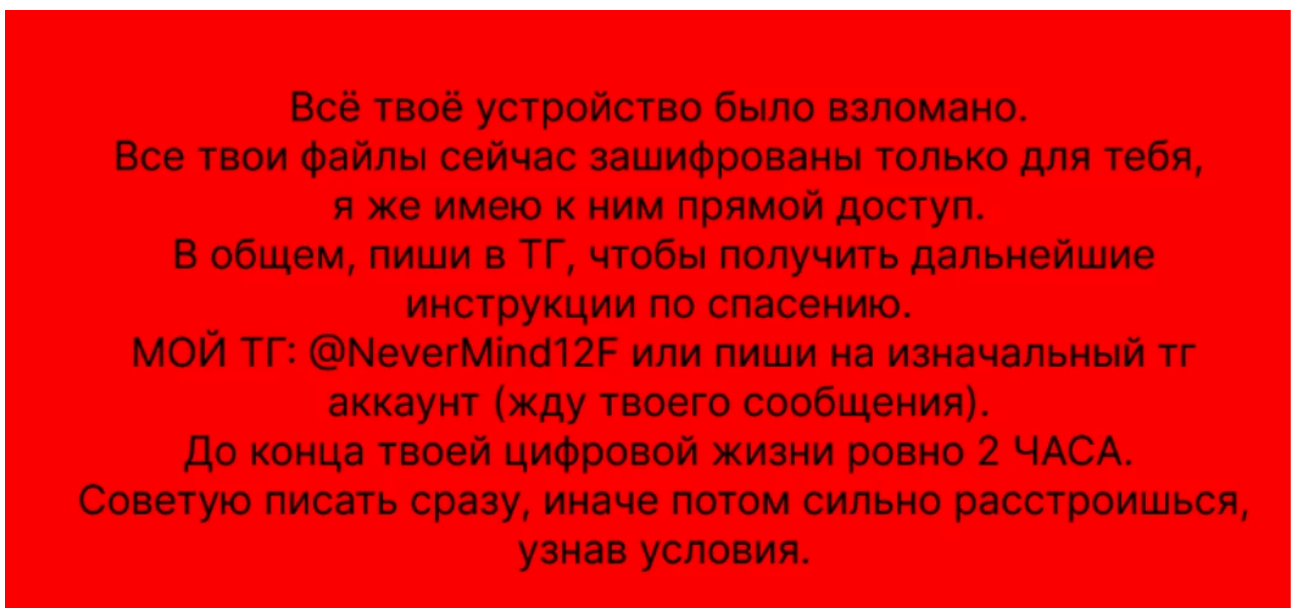 Всё твоё устройство было взломано.
Все твои файлы сейчас зашифрованы только для тебя,
я же имею к ним прямой доступ.
В общем, пиши в ТГ, чтобы получить дальнейшие
инструкции по спасению.
МОЙ ТГ: @NeverMind12F или пиши на изначальный тг
аккаунт (жду твоего сообщения).
До конца твоей цифровой жизни ровно 2 ЧАСА.
Советую писать сразу, иначе потом сильно расстроишься,
узнав условия.